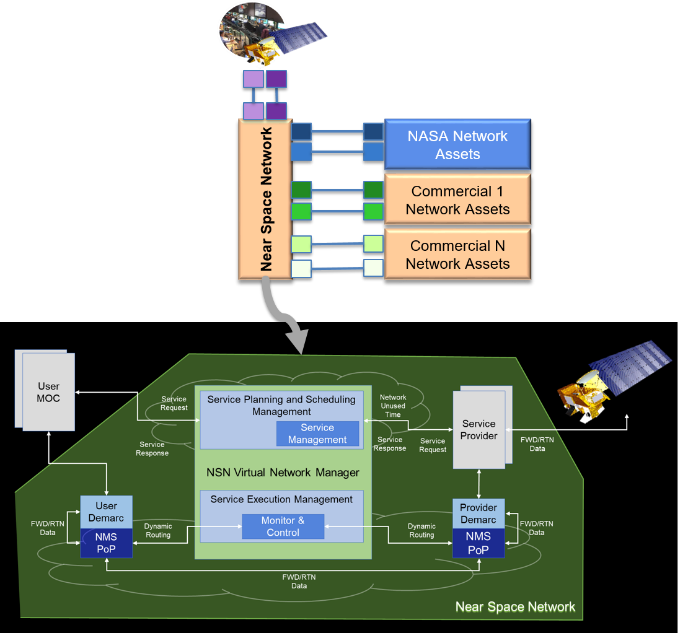 Near Space Network
NASA Network
Assets
Commercial 1
Network Assets
Commercial N
Network Assets
User
MOC
Service
Request
Service
Response
Service Planning and Scheduling
Management
Service
Management
Network
Unused
Time
Service
Response
Service
Request
Service
Provider
FWD/RTN
Data
NSN Virtual Network Manager
Service Execution Management
Monitor &
Control
User
Demarc
NMS
PoP
FWD/RTN
Data
Dynamic
Routing
Dynamic
Routing
Provider
Demarc
NMS
PoP
FWD/RTN
Data
FWD/RTN
Data
Near Space Network